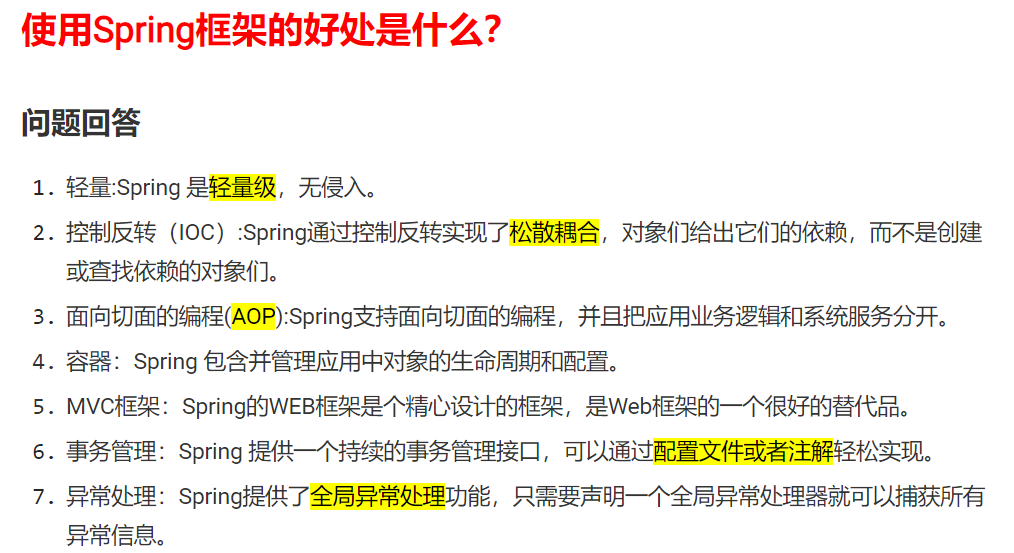 使用Spring框架的好处是什么？
问题回答
1. 轻量:Spring 是轻量级，无侵入。
2. 控制反转（IOC）:Spring通过控制反转实现了松散耦合，对象们给出它们的依赖，而不是创建
或查找依赖的对象们。
3. 面向切面的编程(AOP):Spring支持面向切面的编程，并且把应用业务逻辑和系统服务分开。
4. 容器：Spring 包含并管理应用中对象的生命周期和配置。
5. MVC框架：Spring的WEB框架是个精心设计的框架，是Web框架的一个很好的替代品。
6. 事务管理：Spring 提供一个持续的事务管理接口，可以通过配置文件或者注解轻松实现。
7. 异常处理：Spring提供了全局异常处理功能，只需要声明一个全局异常处理器就可以捕获所有
异常信息。